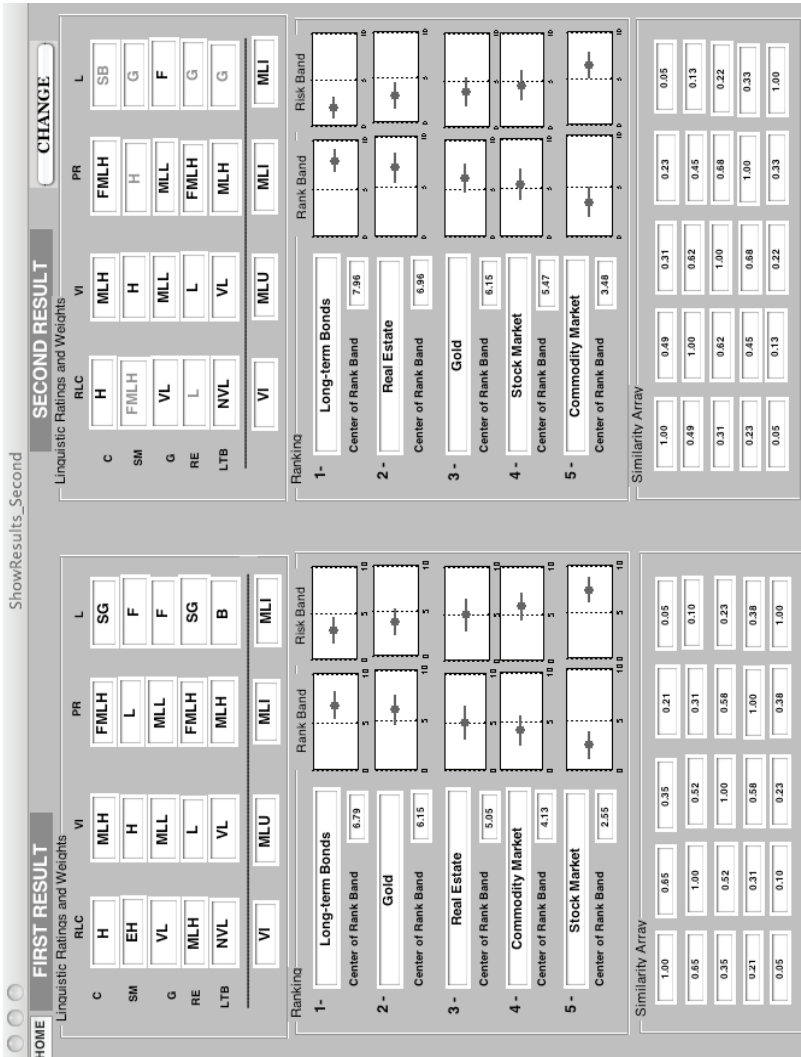 ShowResults_Second
HOME
FIRST RESULT
Linguistic Ratings and Weights
RLC VI PR L
C H MLH FMLH SG
SM EH H L F
G VL MLL MLL F
RE MLH L FMLH SG
LTB NVL VL MLH B
VI MLU MLI MLI
Ranking
Rank Band Risk Band
1- Long-term Bonds
Center of Rank Band 6.79
2 - Gold
Center of Rank Band 6.15
3 - Real Estate
Center of Rank Band 5.05
4 - Commodity Market
Center of Rank Band 4.13
5 - Stock Market
Center of Rank Band 2.55
0 5 10 0 5 10
Similarity Array
1.00 0.65 0.35 0.21 0.05
0.65 1.00 0.52 0.31 0.10
0.35 0.52 1.00 0.58 0.23
0.21 0.31 0.58 1.00 0.38
0.05 0.10 0.23 0.38 1.00
SECOND RESULT
CHANGE
Linguistic Ratings and Weights
RLC VI PR L
C H MLH FMLH SB
SM FMLH H H G
G VL MLL MLL F
RE L L FMLH G
LTB NVL VL MLH G
VI MLU MLI MLI
Ranking
Rank Band Risk Band
1- Long-term Bonds
Center of Rank Band 7.96
2 - Real Estate
Center of Rank Band 6.96
3 - Gold
Center of Rank Band 6.15
4 - Stock Market
Center of Rank Band 5.47
5 - Commodity Market
Center of Rank Band 3.48
0 5 10 0 5 10
Similarity Array
1.00 0.49 0.31 0.23 0.05
0.49 1.00 0.62 0.45 0.13
0.31 0.62 1.00 0.68 0.22
0.23 0.45 0.68 1.00 0.33
0.05 0.13 0.22 0.33 1.00